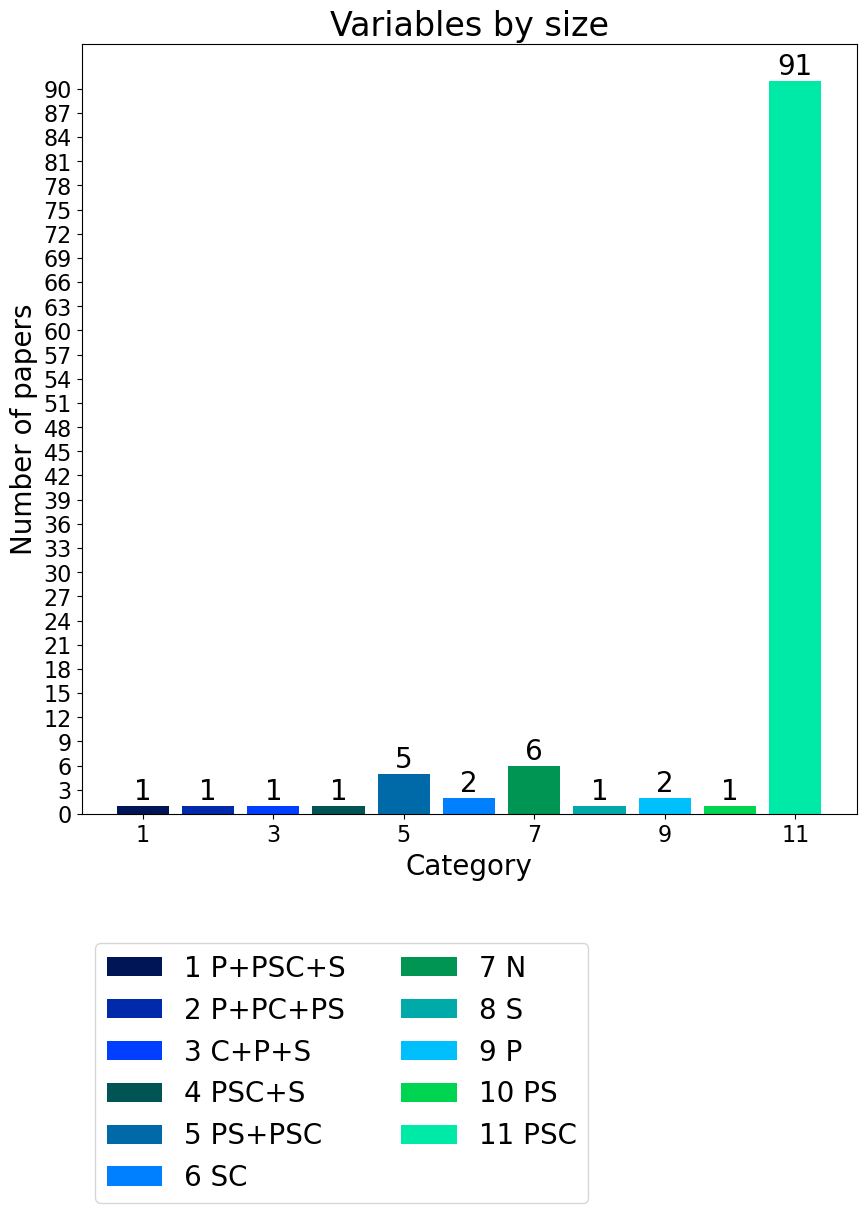 Variables by size
Number of papers
90
87
84
81
78
75
72
69
66
63
60
57
54
51
48
45
42
39
36
33
30
27
24
21
18
15
12
9
6
3
0
1 1 1 1 5 2 6 1 2 1 91
1 3 5 7 9 11
Category
1 P+PSC+S
2 P+PC+PS
3 C+P+S
4 PSC+S
5 PS+PSC
6 SC
7 N
8 S
9 P
10 PS
11 PSC